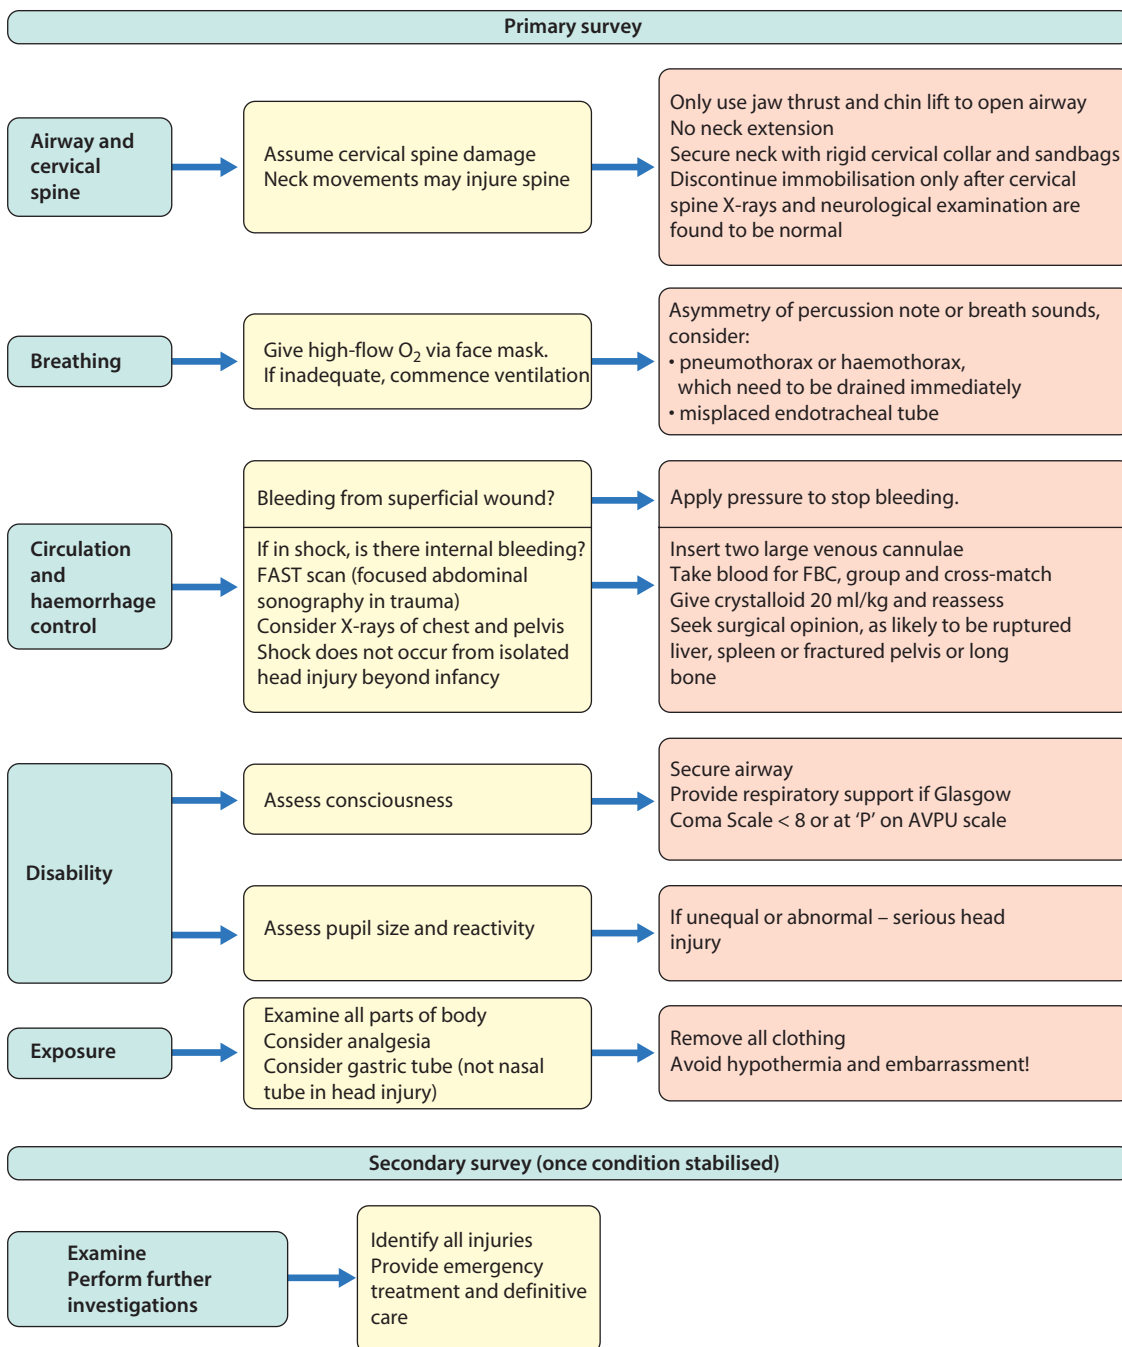 Primary survey
Airway and
cervical
spine
Assume cervical spine damage
Neck movements may injure spine
Only use jaw thrust and chin lift to open airway
No neck extension
Secure neck with rigid cervical collar and sandbags
Discontinue immobilisation only after cervical
spine X-rays and neurological examination are
found to be normal
Breathing
Give high-flow O₂ via face mask.
If inadequate, commence ventilation
Asymmetry of percussion note or breath sounds,
consider:
• pneumothorax or haemothorax,
which need to be drained immediately
• misplaced endotracheal tube
Circulation
and
haemorrhage
control
Bleeding from superficial wound?
Apply pressure to stop bleeding.
If in shock, is there internal bleeding?
FAST scan (focused abdominal
sonography in trauma)
Consider X-rays of chest and pelvis
Shock does not occur from isolated
head injury beyond infancy
Insert two large venous cannulae
Take blood for FBC, group and cross-match
Give crystalloid 20 ml/kg and reassess
Seek surgical opinion, as likely to be ruptured
liver, spleen or fractured pelvis or long
bone
Disability
Assess consciousness
Secure airway
Provide respiratory support if Glasgow
Coma Scale < 8 or at ‘P’ on AVPU scale
Assess pupil size and reactivity
If unequal or abnormal – serious head
injury
Exposure
Examine all parts of body
Consider analgesia
Consider gastric tube (not nasal
tube in head injury)
Remove all clothing
Avoid hypothermia and embarrassment!
Secondary survey (once condition stabilised)
Examine
Perform further
investigations
Identify all injuries
Provide emergency
treatment and definitive
care